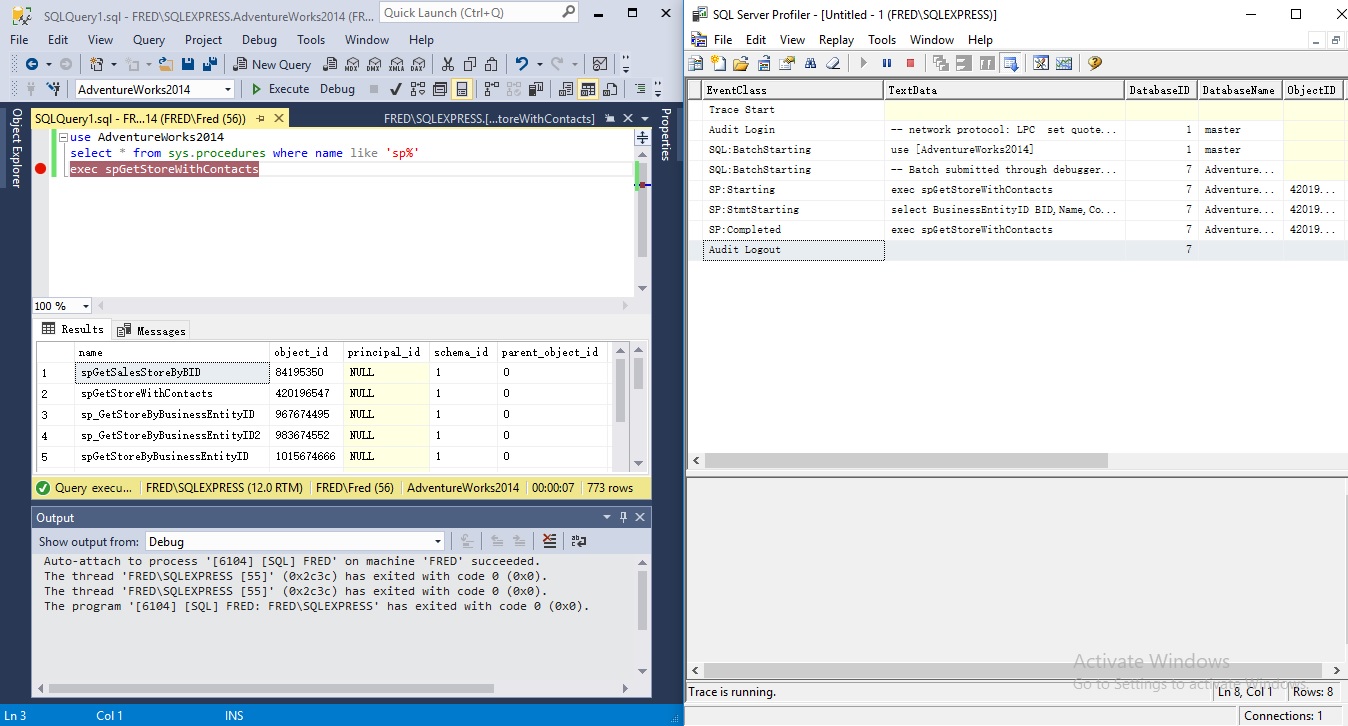 SQLQuery1.sql - FRED\SQLEXPRESS.AdventureWorks2014 (FR...
Quick Launch (Ctrl+Q)
File Edit View Query Project Debug Tools Window Help
New Query
MDX DMX XMLA DAX
AdventureWorks2014
Execute Debug
Object Explorer
SQLQuery1.sql - FR...14 (FRED\Fred (56))
FRED\SQLEXPRESS.[...toreWithContacts]
Properties
use AdventureWorks2014
select * from sys.procedures where name like 'sp%'
exec spGetStoreWithContacts
100 %
Results Messages
name object_id principal_id schema_id parent_object_id
1 spGetSalesStoreByBID 84195350 NULL 1 0
2 spGetStoreWithContacts 420196547 NULL 1 0
3 sp_GetStoreByBusinessEntityID 967674495 NULL 1 0
4 sp_GetStoreByBusinessEntityID2 983674552 NULL 1 0
5 spGetStoreByBusinessEntityID 1015674666 NULL 1 0
Query execu... FRED\SQLEXPRESS (12.0 RTM) FRED\Fred (56) AdventureWorks2014 00:00:07 773 rows
Output
Show output from: Debug
Auto-attach to process '[6104] [SQL] FRED' on machine 'FRED' succeeded.
The thread 'FRED\SQLEXPRESS [55]' (0x2c3c) has exited with code 0 (0x0).
The thread 'FRED\SQLEXPRESS [55]' (0x2c3c) has exited with code 0 (0x0).
The program '[6104] [SQL] FRED: FRED\SQLEXPRESS' has exited with code 0 (0x0).
Ln 3 Col 1 INS
SQL Server Profiler - [Untitled - 1 (FRED\SQLEXPRESS)]
File Edit View Replay Tools Window Help
EventClass TextData DatabaseID DatabaseName ObjectID
Trace Start
Audit Login -- network protocol: LPC set quote... 1 master
SQL:BatchStarting use [AdventureWorks2014] 1 master
SQL:BatchStarting -- Batch submitted through debugger... 7 Adventure...
SP:Starting exec spGetStoreWithContacts 7 Adventure... 42019...
SP:StmtStarting select BusinessEntityID BID,Name,Co... 7 Adventure... 42019...
SP:Completed exec spGetStoreWithContacts 7 Adventure... 42019...
Audit Logout 7
Activate Windows
Go to Settings to activate Windows.
Trace is running.
Ln 8, Col 1 Rows: 8
Connections: 1